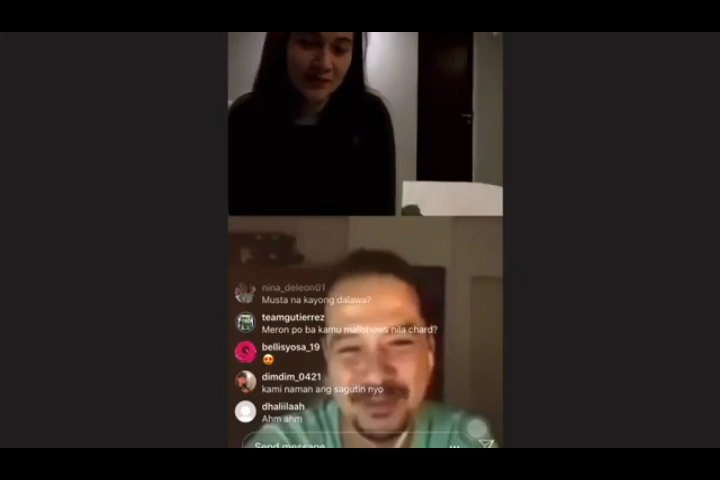 nina_deleon01
Musta na kayong dalawa?
teamgutierrez
Meron po ba kamu malishows nila chard?
bellisyosa_19
dimdim_0421
kami naman ang sagutin nyo
dhaliilaah
Ahm ahm
Send message